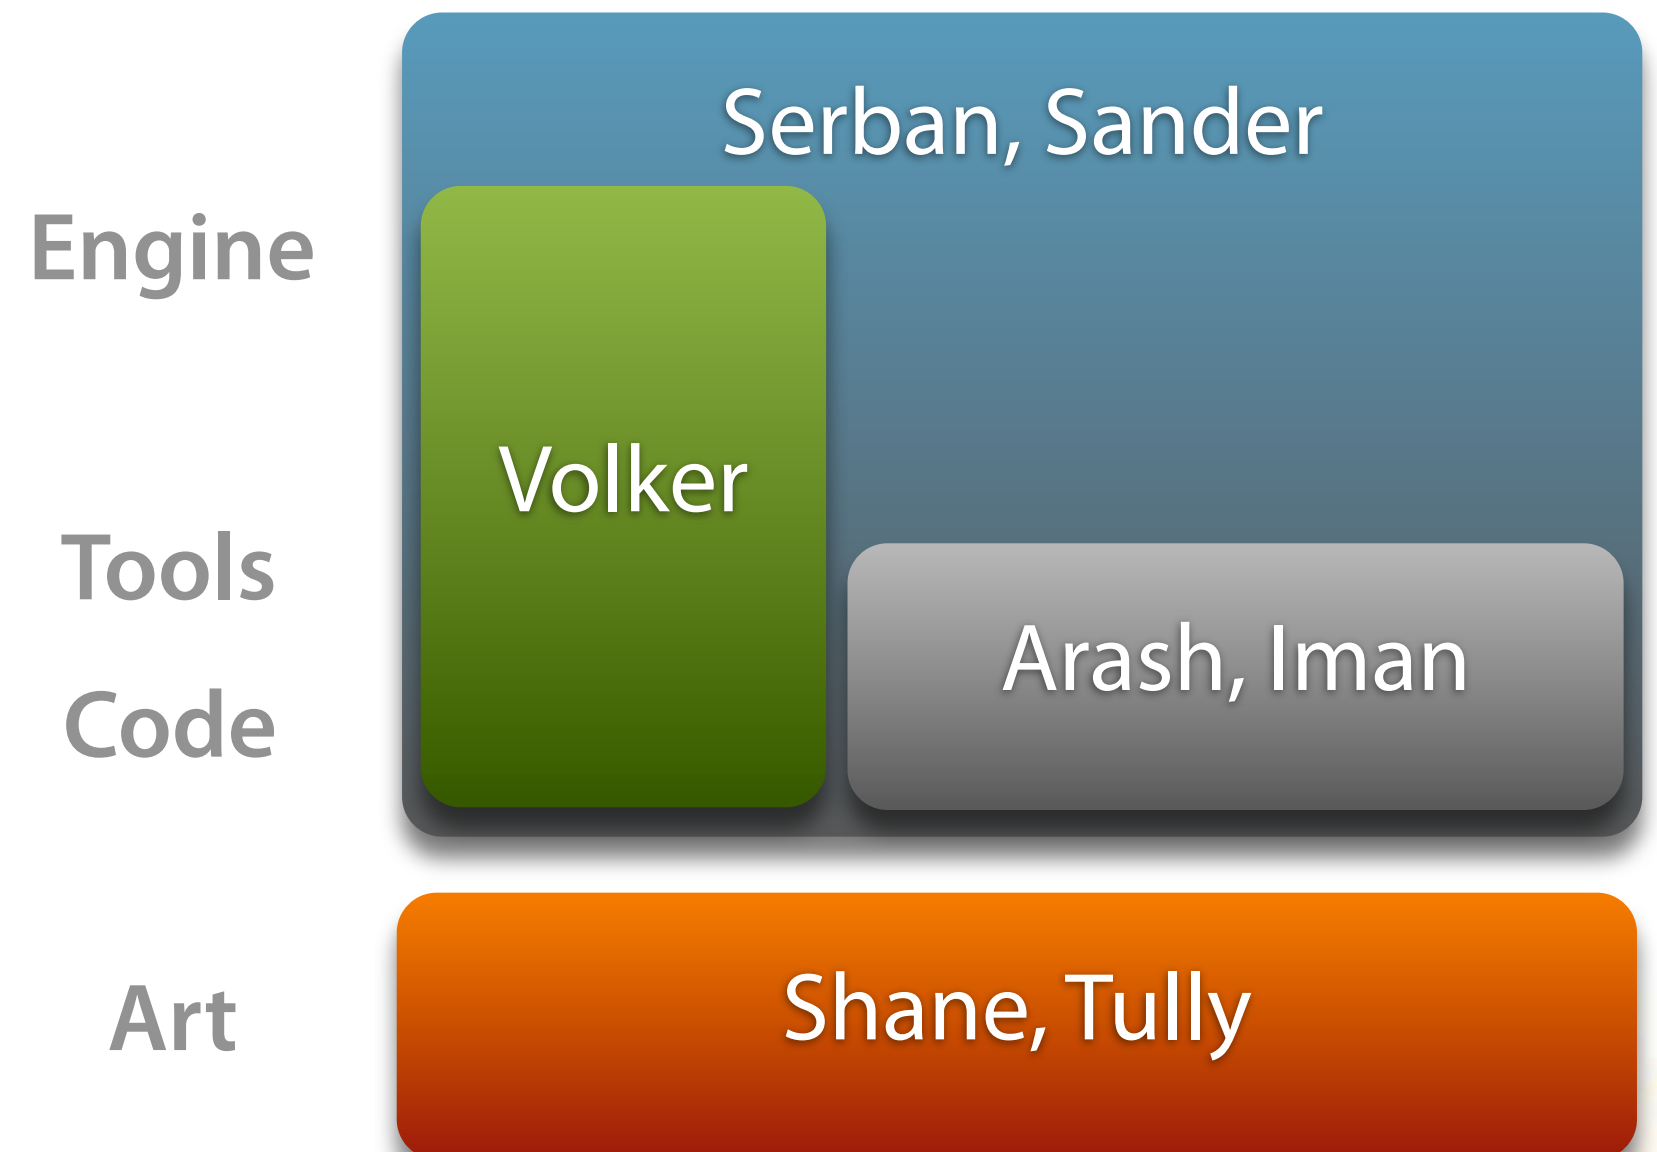 Serban, Sander
Engine
Volker
Tools
Arash, Iman
Code
Shane, Tully
Art